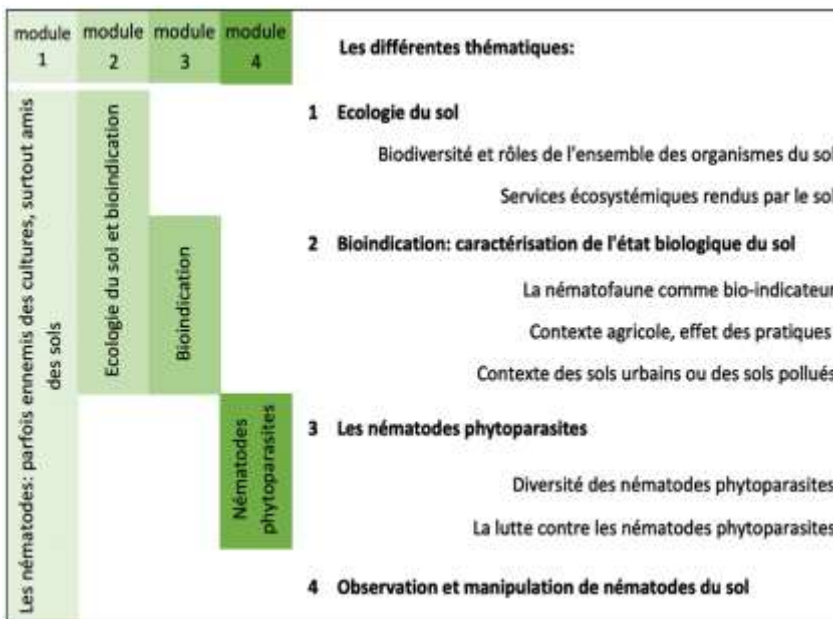 module 1
module 2
module 3
module 4
Les différentes thématiques:
Les nématodes: parfois ennemis des cultures, surtout amis
des sols
Ecologie du sol et bioindication
Bioindication
Nématodes
phytoparasites
1 Ecologie du sol
Biodiversité et rôles de l'ensemble des organismes du sol
Services écosystémiques rendus par le sol
2 Bioindication: caractérisation de l'état biologique du sol
La nématofaune comme bio-indicateur
Contexte agricole, effet des pratiques
Contexte des sols urbains ou des sols pollués
3 Les nématodes phytoparasites
Diversité des nématodes phytoparasites
La lutte contre les nématodes phytoparasites
4 Observation et manipulation de nématodes du sol